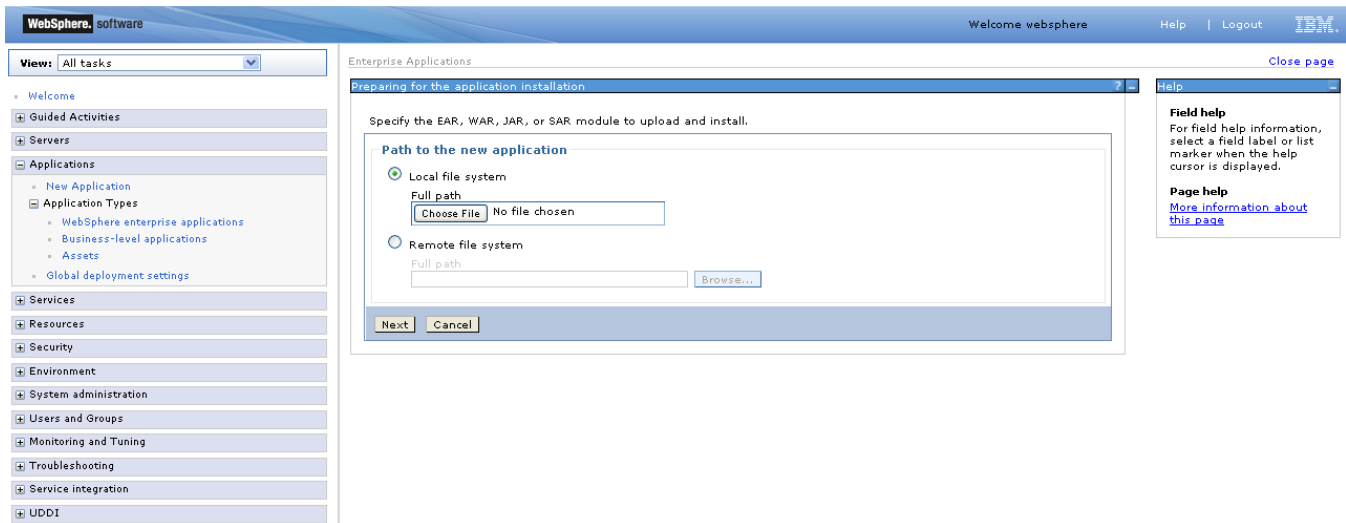 WebSphere. software
Welcome websphere
Help | Logout
IBM.
View: All tasks
Welcome
Guided Activities
Servers
Applications
New Application
Application Types
WebSphere enterprise applications
Business-level applications
Assets
Global deployment settings
Services
Resources
Security
Environment
System administration
Users and Groups
Monitoring and Tuning
Troubleshooting
Service integration
UDDI
Enterprise Applications
Close page
Preparing for the application installation
?
Specify the EAR, WAR, JAR, or SAR module to upload and install.
Path to the new application
Local file system
Full path
Choose File No file chosen
Remote file system
Full path
Browse...
Next Cancel
Help
Field help
For field help information,
select a field label or list
marker when the help
cursor is displayed.
Page help
More information about
this page